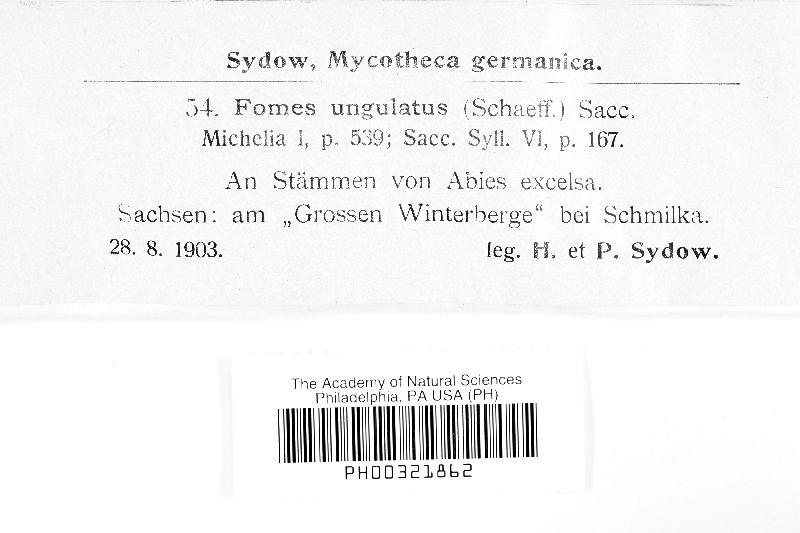 Sydow, Mycotheca germanica.
54. Fomes ungulatus (Schaeff.) Sacc.
Michelia I, p. 539; Sacc. Syll. VI, p. 167.
An Stämmen von Abies excelsa.
Sachsen: am „Grossen Winterberge“ bei Schmilka.
28. 8. 1903. leg. H. et P. Sydow.
The Academy of Natural Sciences
Philadelphia, PA USA (PH)
PH00321862